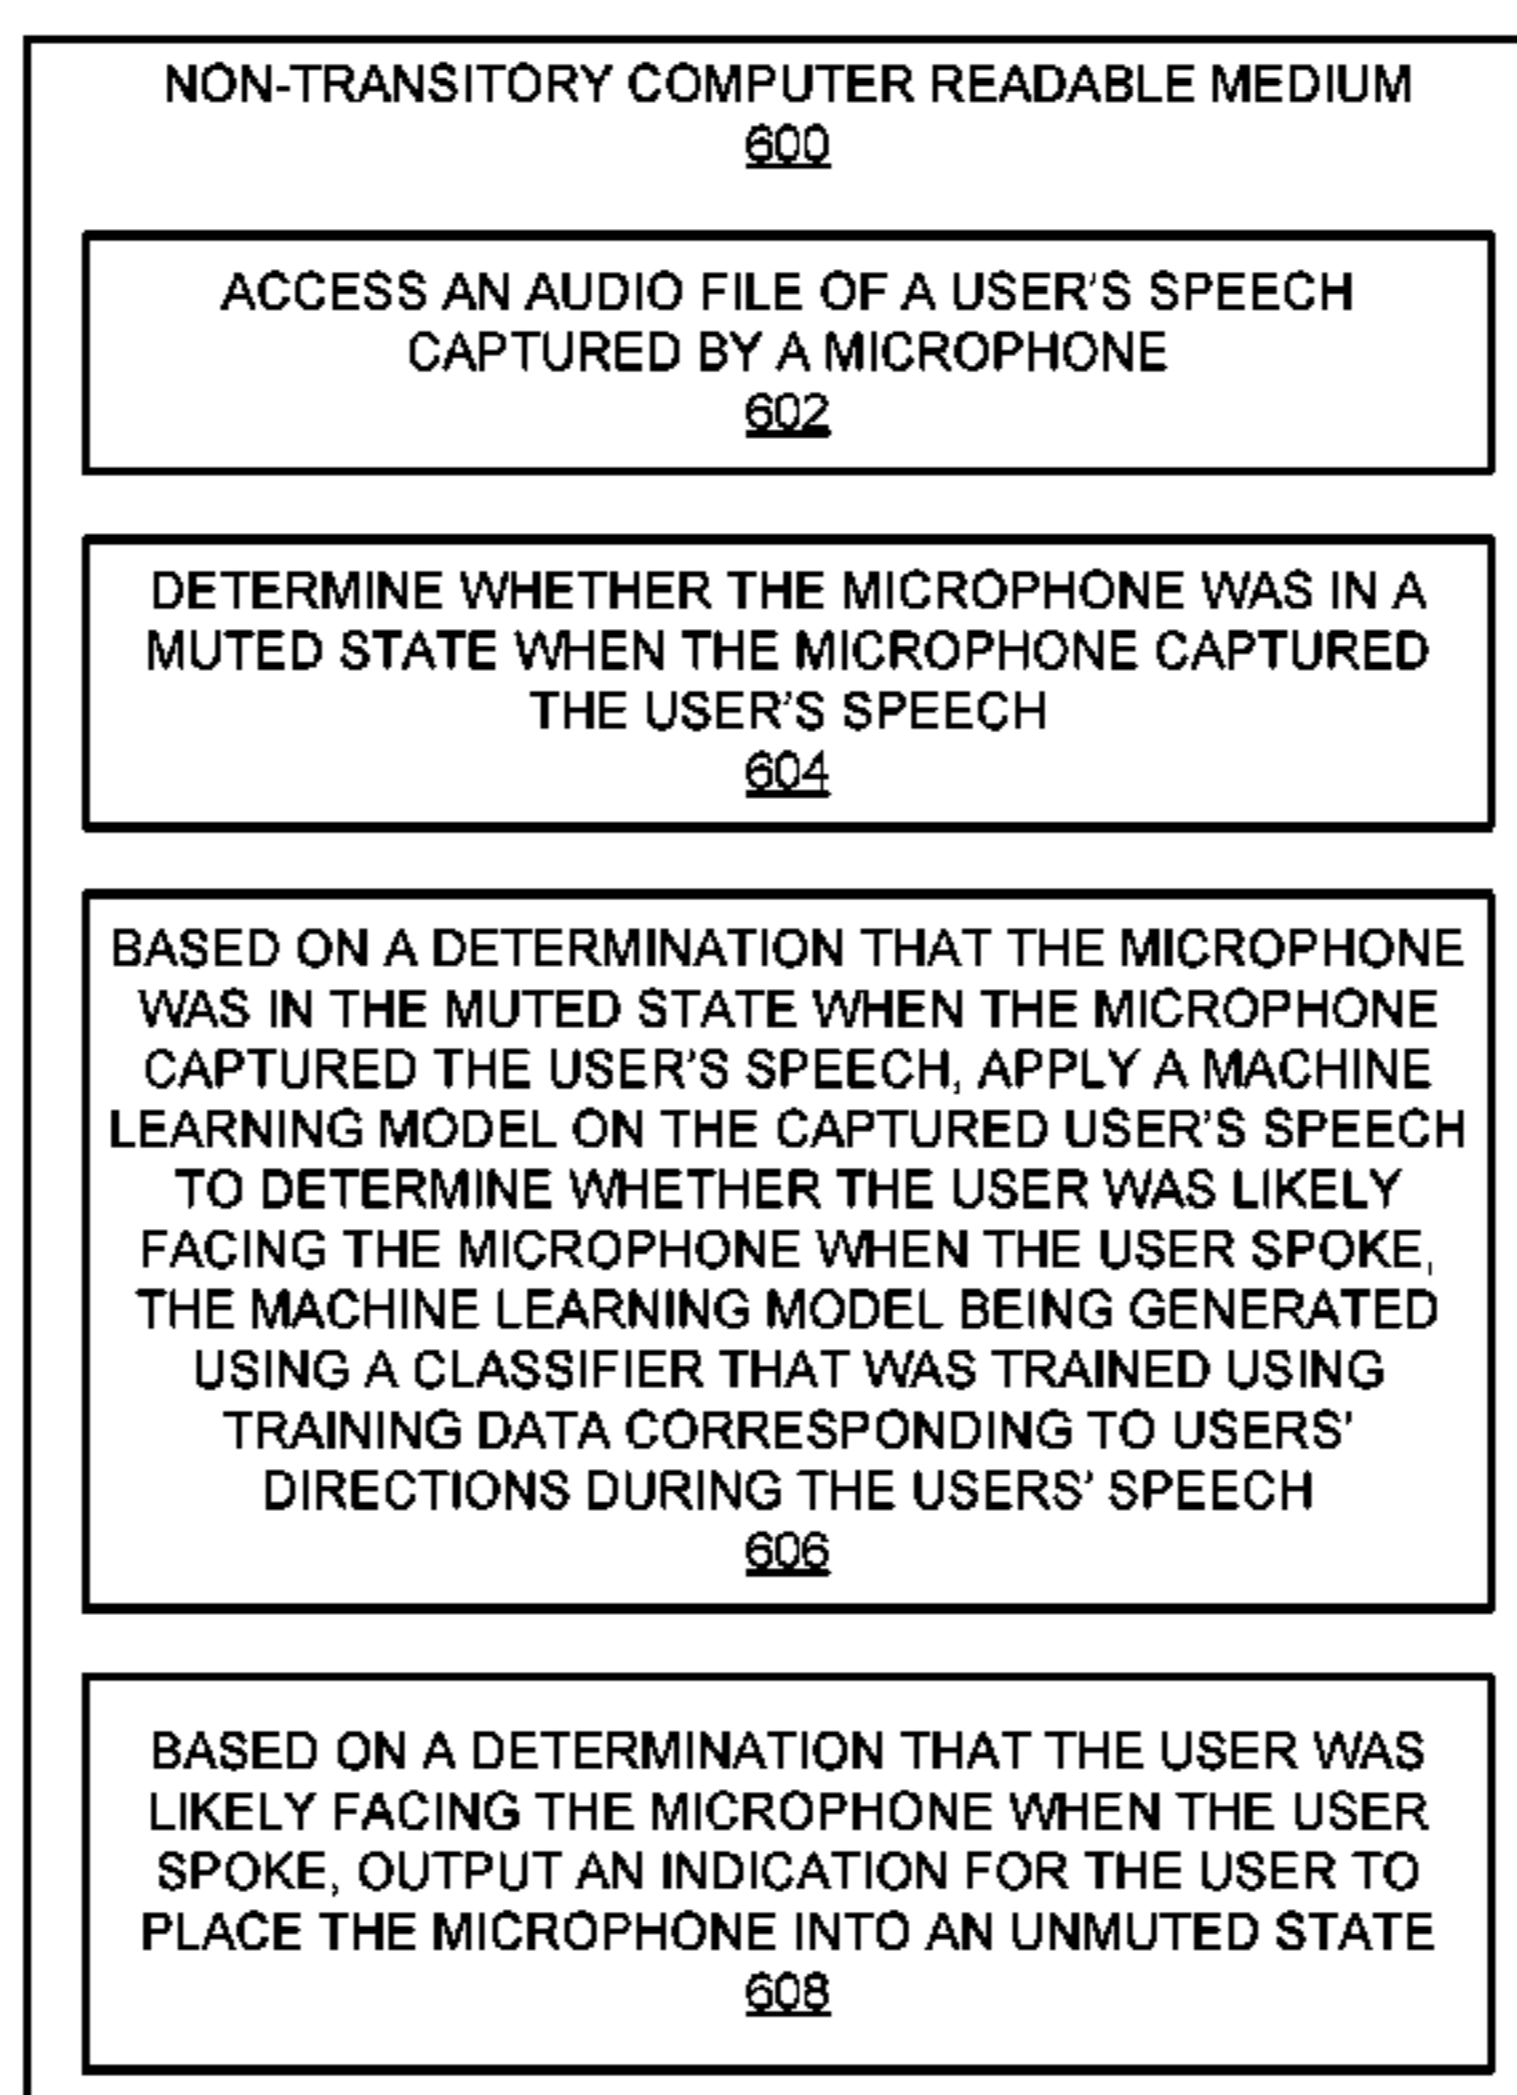 NON-TRANSITORY COMPUTER READABLE MEDIUM
600
ACCESS AN AUDIO FILE OF A USER'S SPEECH
CAPTURED BY A MICROPHONE
602
DETERMINE WHETHER THE MICROPHONE WAS IN A
MUTED STATE WHEN THE MICROPHONE CAPTURED
THE USER'S SPEECH
604
BASED ON A DETERMINATION THAT THE MICROPHONE
WAS IN THE MUTED STATE WHEN THE MICROPHONE
CAPTURED THE USER'S SPEECH, APPLY A MACHINE
LEARNING MODEL ON THE CAPTURED USER'S SPEECH
TO DETERMINE WHETHER THE USER WAS LIKELY
FACING THE MICROPHONE WHEN THE USER SPOKE,
THE MACHINE LEARNING MODEL BEING GENERATED
USING A CLASSIFIER THAT WAS TRAINED USING
TRAINING DATA CORRESPONDING TO USERS'
DIRECTIONS DURING THE USERS' SPEECH
606
BASED ON A DETERMINATION THAT THE USER WAS
LIKELY FACING THE MICROPHONE WHEN THE USER
SPOKE, OUTPUT AN INDICATION FOR THE USER TO
PLACE THE MICROPHONE INTO AN UNMUTED STATE
608